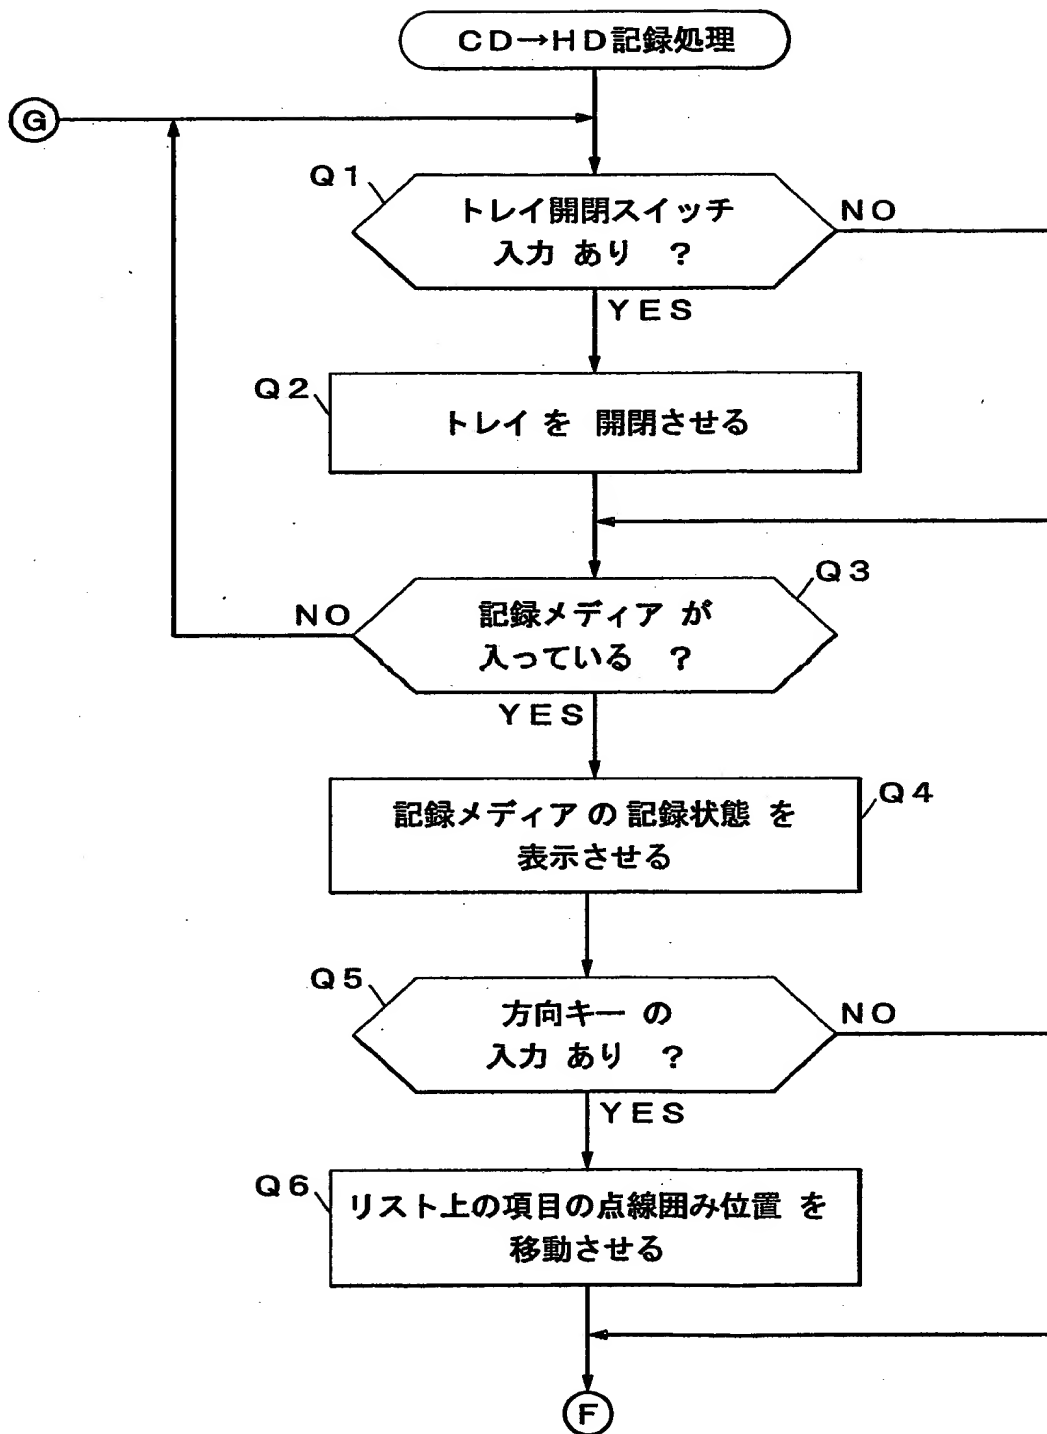 CD→HD記録処理
G
Q1
トレイ開閉スイッチ
入力 あり ?
NO
YES
Q2
トレイ を 開閉させる
Q3
記録メディア が
入っている ?
NO
YES
Q4
記録メディア の 記録状態 を
表示させる
Q5
方向キー の
入力 あり ?
NO
YES
Q6
リスト上の項目の点線囲み位置 を
移動させる
F